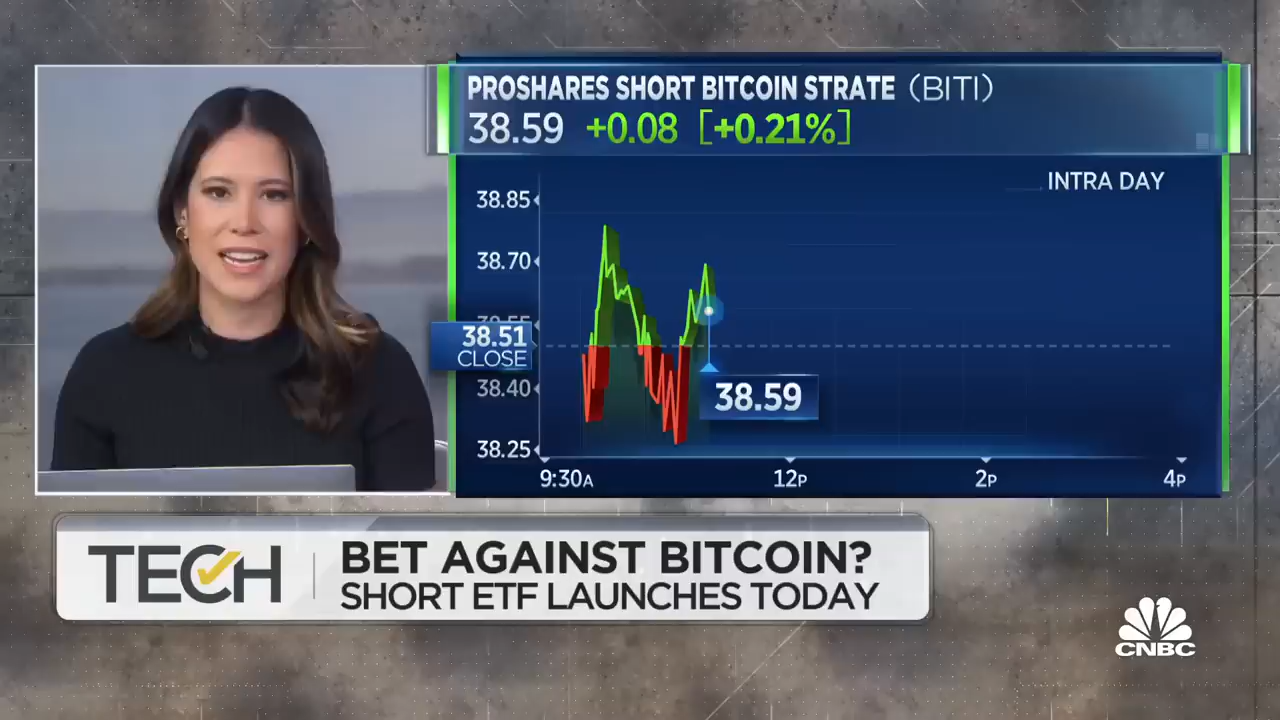 PROSHARES SHORT BITCOIN STRATE (BITI)
38.59 +0.08 [+0.21%]
INTRA DAY
38.85
38.70
38.55
38.51
CLOSE
38.40
38.59
38.25
9:30A 12P 2P 4P
TECH
BET AGAINST BITCOIN?
SHORT ETF LAUNCHES TODAY
CNBC